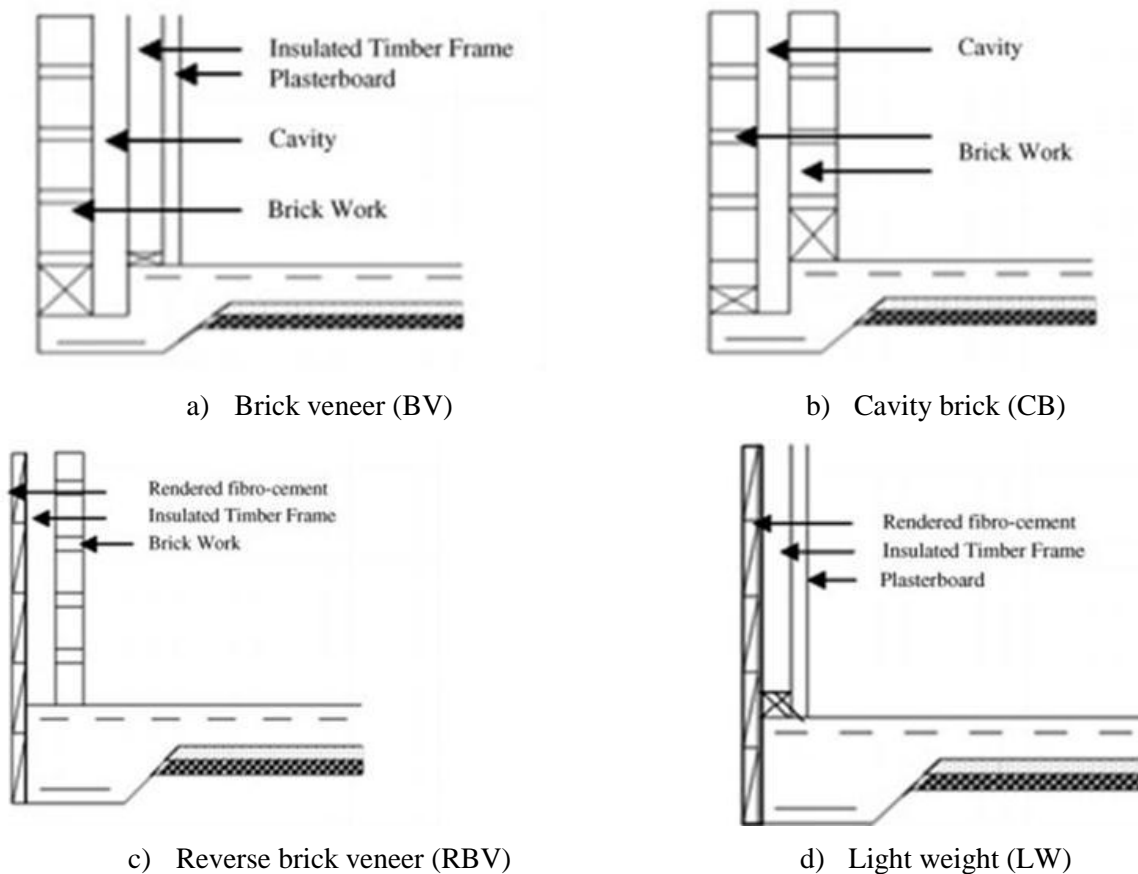 Insulated Timber Frame
Plasterboard
Cavity
Brick Work
Cavity
Brick Work
a) Brick veneer (BV)
b) Cavity brick (CB)
Rendered fibro-cement
Insulated Timber Frame
Brick Work
Rendered fibro-cement
Insulated Timber Frame
Plasterboard
c) Reverse brick veneer (RBV)
d) Light weight (LW)